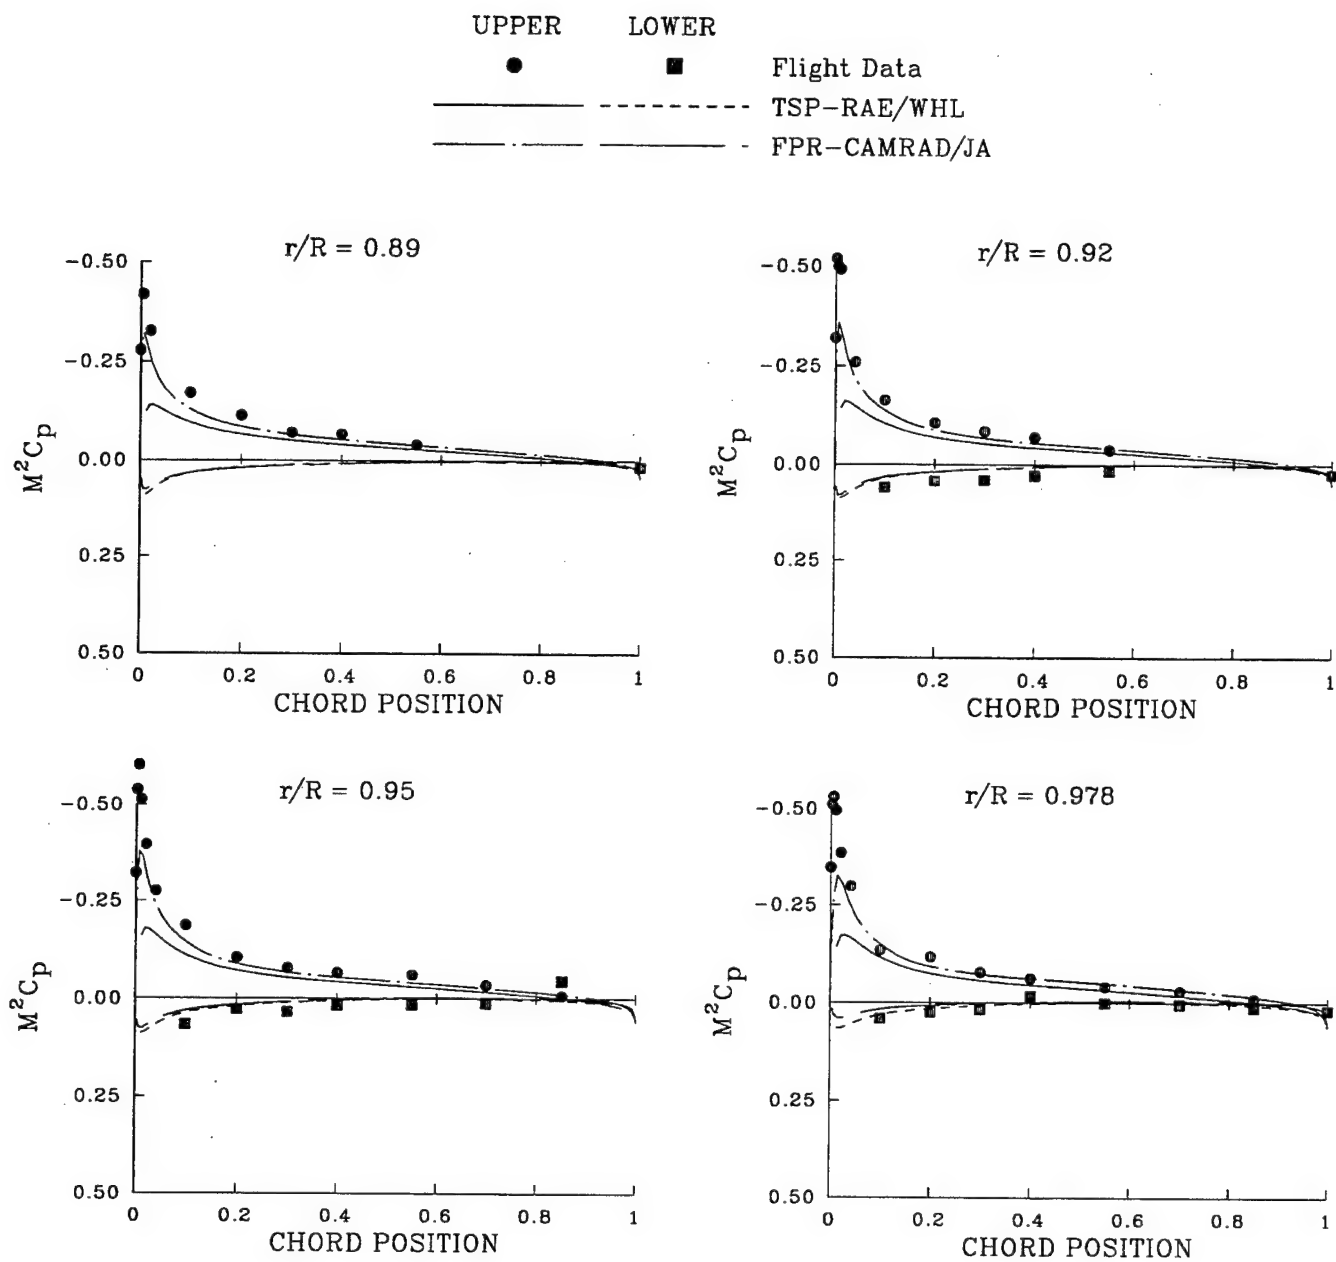 UPPER LOWER
Flight Data
TSP-RAE/WHL
FPR-CAMRAD/JA
r/R = 0.89
-0.50
-0.25
0.00
0.25
0.50
M²Cp
0 0.2 0.4 0.6 0.8 1
CHORD POSITION
r/R = 0.92
-0.50
-0.25
0.00
0.25
0.50
M²Cp
0 0.2 0.4 0.6 0.8 1
CHORD POSITION
r/R = 0.95
-0.50
-0.25
0.00
0.25
0.50
M²Cp
0 0.2 0.4 0.6 0.8 1
CHORD POSITION
r/R = 0.978
-0.50
-0.25
0.00
0.25
0.50
M²Cp
0 0.2 0.4 0.6 0.8 1
CHORD POSITION